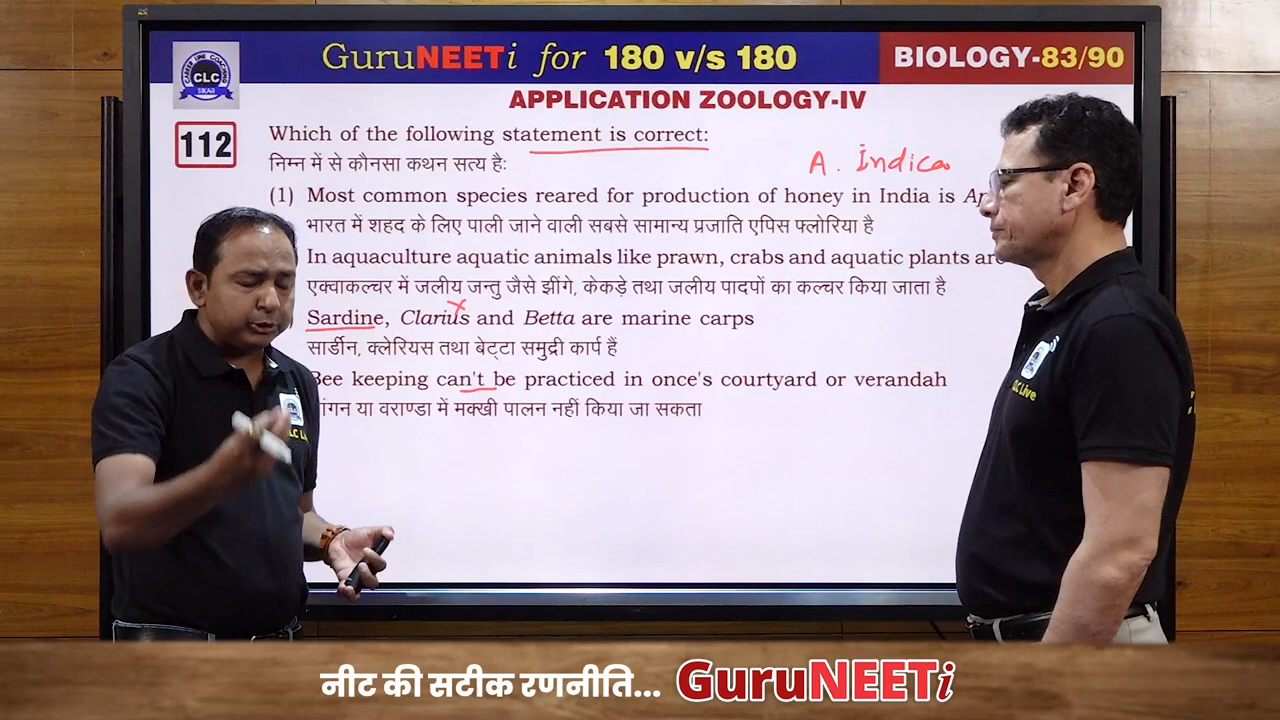 GuruNEETi for 180 v/s 180
BIOLOGY-83/90
CLC
SIKAR
APPLICATION ZOOLOGY-IV
112
Which of the following statement is correct:
निम्न में से कौनसा कथन सत्य है:
A. Indica
(1) Most common species reared for production of honey in India is
भारत में शहद के लिए पाली जाने वाली सबसे सामान्य प्रजाति एपिस फ्लोरिया है
In aquaculture aquatic animals like prawn, crabs and aquatic plants are
एक्वाकल्चर में जलीय जन्तु जैसे झींगे, केकड़े तथा जलीय पादपों का कल्चर किया जाता है
Sardine, Clarius and Betta are marine carps
सार्डीन, क्लेरियस तथा बेट्टा समुद्री कार्प हैं
Bee keeping can't be practiced in once's courtyard or verandah
आंगन या वराण्डा में मक्खी पालन नहीं किया जा सकता
Live
नीट की सटीक रणनीति... GuruNEETi